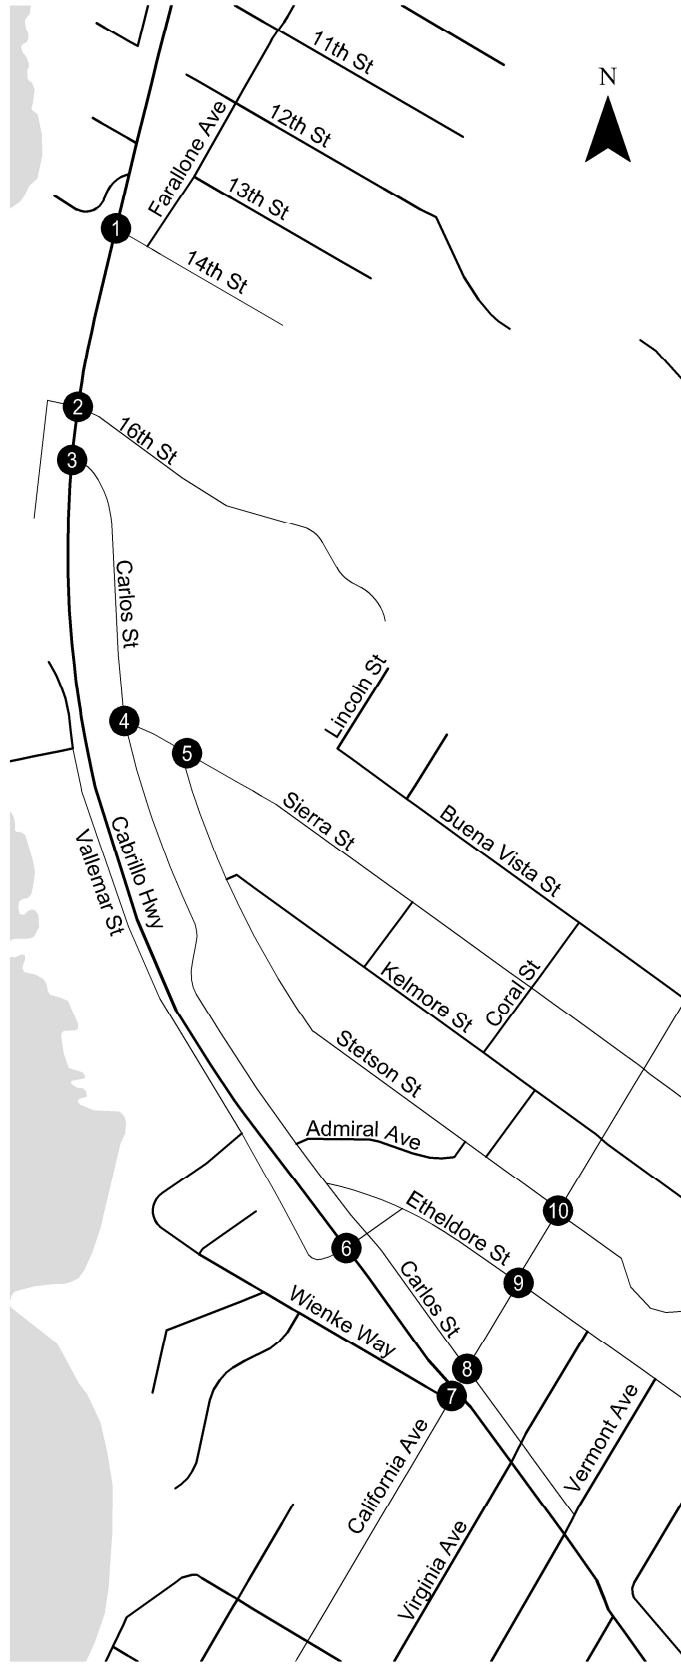 11th St
N
12th St
Farallone Ave
13th St
1
14th St
2
16th St
3
Carlos St
Lincoln St
4
5
Buena Vista St
Sierra St
Cabrillo Hwy
Vallemar St
Coral St
Kelmore St
Stetson St
Admiral Ave
10
Etheldore St
6
9
Carlos St
Wienke Way
8
7
Vermont Ave
California Ave
Virginia Ave